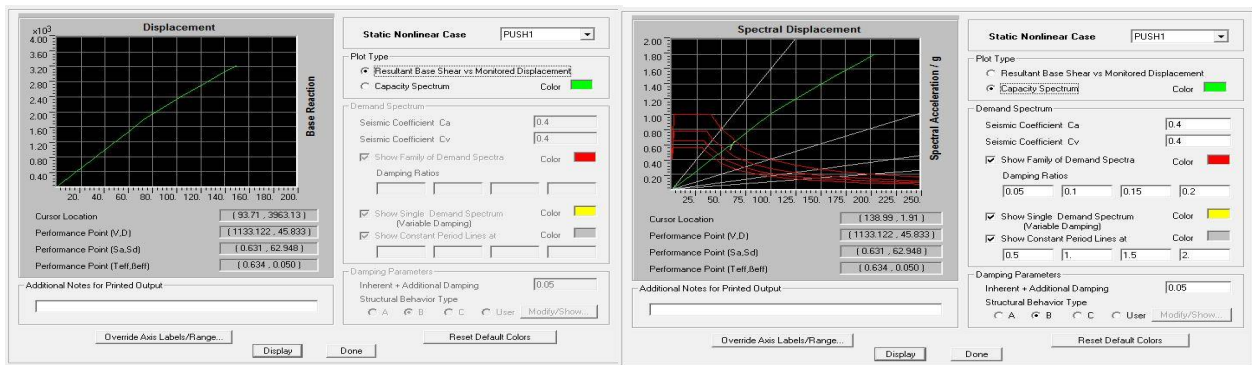 Displacement
x10³
4.00
3.60
3.20
2.80
2.40
2.00
1.60
1.20
0.80
0.40
20. 40. 60. 80. 100. 120. 140. 160. 180. 200.
Base Reaction
Cursor Location ( 93.71 , 3963.13 )
Performance Point (V,D) ( 1133.122 , 45.833 )
Performance Point (Sa,Sd) ( 0.631 , 62.948 )
Performance Point (Teff,βeff) ( 0.634 , 0.050 )
Additional Notes for Printed Output
Static Nonlinear Case PUSH1
Plot Type
Resultant Base Shear vs Monitored Displacement
Capacity Spectrum Color
Demand Spectrum
Seismic Coefficient Ca 0.4
Seismic Coefficient Cv 0.4
Show Family of Demand Spectra Color
Damping Ratios
Show Single Demand Spectrum Color
(Variable Damping)
Show Constant Period Lines at Color
Damping Parameters
Inherent + Additional Damping 0.05
Structural Behavior Type
A B C User Modify/Show...
Override Axis Labels/Range...
Reset Default Colors
Display Done
Spectral Displacement
2.00
1.80
1.60
1.40
1.20
1.00
0.80
0.60
0.40
0.20
25. 50. 75. 100. 125. 150. 175. 200. 225. 250.
Spectral Acceleration / g
Cursor Location ( 138.99 , 1.91 )
Performance Point (V,D) ( 1133.122 , 45.833 )
Performance Point (Sa,Sd) ( 0.631 , 62.948 )
Performance Point (Teff,βeff) ( 0.634 , 0.050 )
Additional Notes for Printed Output
Static Nonlinear Case PUSH1
Plot Type
Resultant Base Shear vs Monitored Displacement
Capacity Spectrum Color
Demand Spectrum
Seismic Coefficient Ca 0.4
Seismic Coefficient Cv 0.4
Show Family of Demand Spectra Color
Damping Ratios
0.05 0.1 0.15 0.2
Show Single Demand Spectrum Color
(Variable Damping)
Show Constant Period Lines at Color
0.5 1. 1.5 2.
Damping Parameters
Inherent + Additional Damping 0.05
Structural Behavior Type
A B C User Modify/Show...
Override Axis Labels/Range...
Reset Default Colors
Display Done